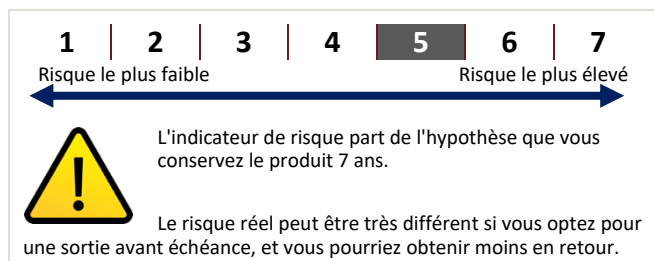 1 2 3 4 5 6 7
Risque le plus faible Risque le plus élevé
L'indicateur de risque part de l'hypothèse que vous
conservez le produit 7 ans.
Le risque réel peut être très différent si vous optez pour
une sortie avant échéance, et vous pourriez obtenir moins en retour.